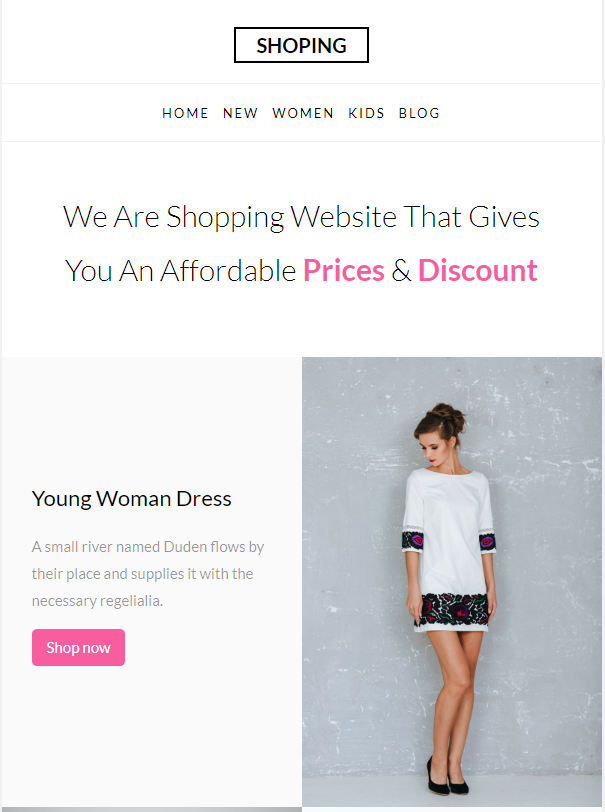 SHOPING
HOME NEW WOMEN KIDS BLOG
We Are Shopping Website That Gives
You An Affordable Prices & Discount
Young Woman Dress
A small river named Duden flows by
their place and supplies it with the
necessary regelialia.
Shop now